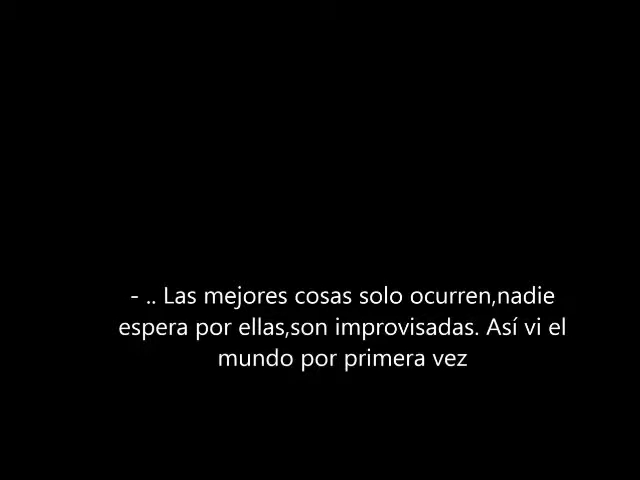 - .. Las mejores cosas solo ocurren,nadie
espera por ellas,son improvisadas. Así vi el
mundo por primera vez